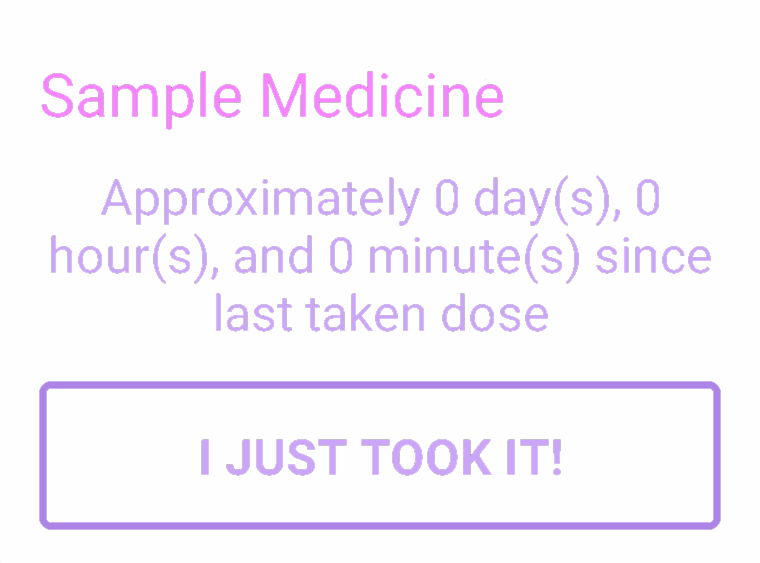 Sample Medicine
Approximately 0 day(s), 0
hour(s), and 0 minute(s) since
last taken dose
I JUST TOOK IT!